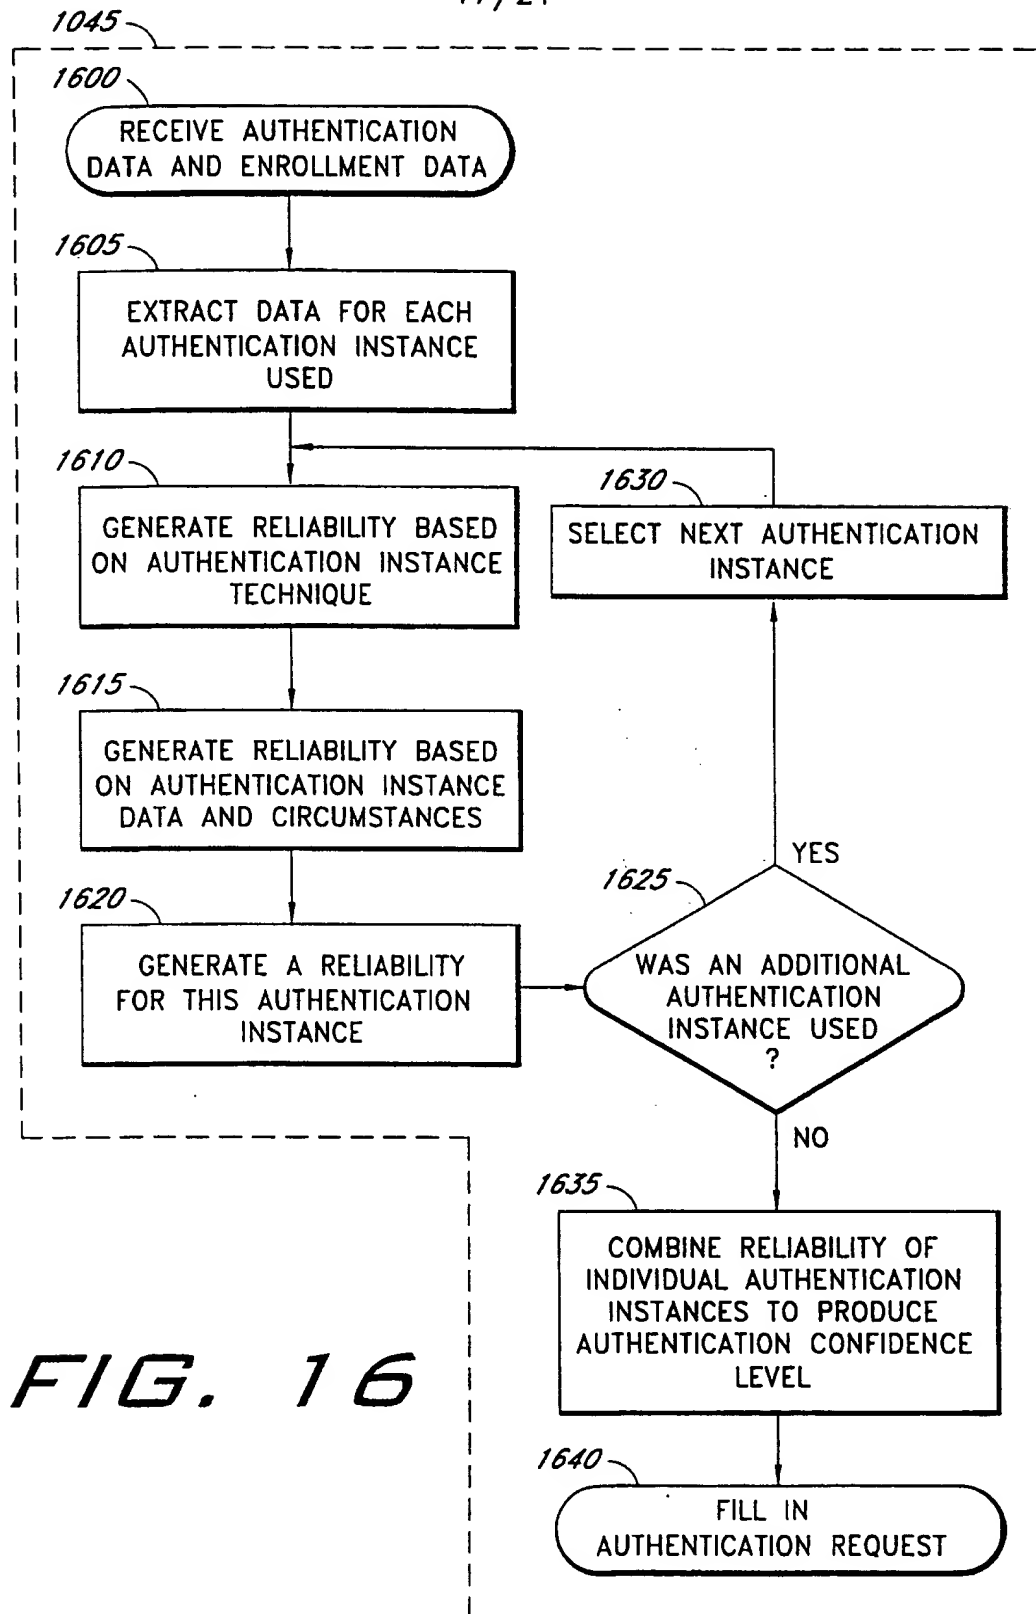 1045
1600
RECEIVE AUTHENTICATION
DATA AND ENROLLMENT DATA
1605
EXTRACT DATA FOR EACH
AUTHENTICATION INSTANCE
USED
1610
GENERATE RELIABILITY BASED
ON AUTHENTICATION INSTANCE
TECHNIQUE
1630
SELECT NEXT AUTHENTICATION
INSTANCE
1615
GENERATE RELIABILITY BASED
ON AUTHENTICATION INSTANCE
DATA AND CIRCUMSTANCES
1620
GENERATE A RELIABILITY
FOR THIS AUTHENTICATION
INSTANCE
YES
1625
WAS AN ADDITIONAL
AUTHENTICATION
INSTANCE USED
?
NO
1635
COMBINE RELIABILITY OF
INDIVIDUAL AUTHENTICATION
INSTANCES TO PRODUCE
AUTHENTICATION CONFIDENCE
LEVEL
1640
FILL IN
AUTHENTICATION REQUEST
FIG. 16